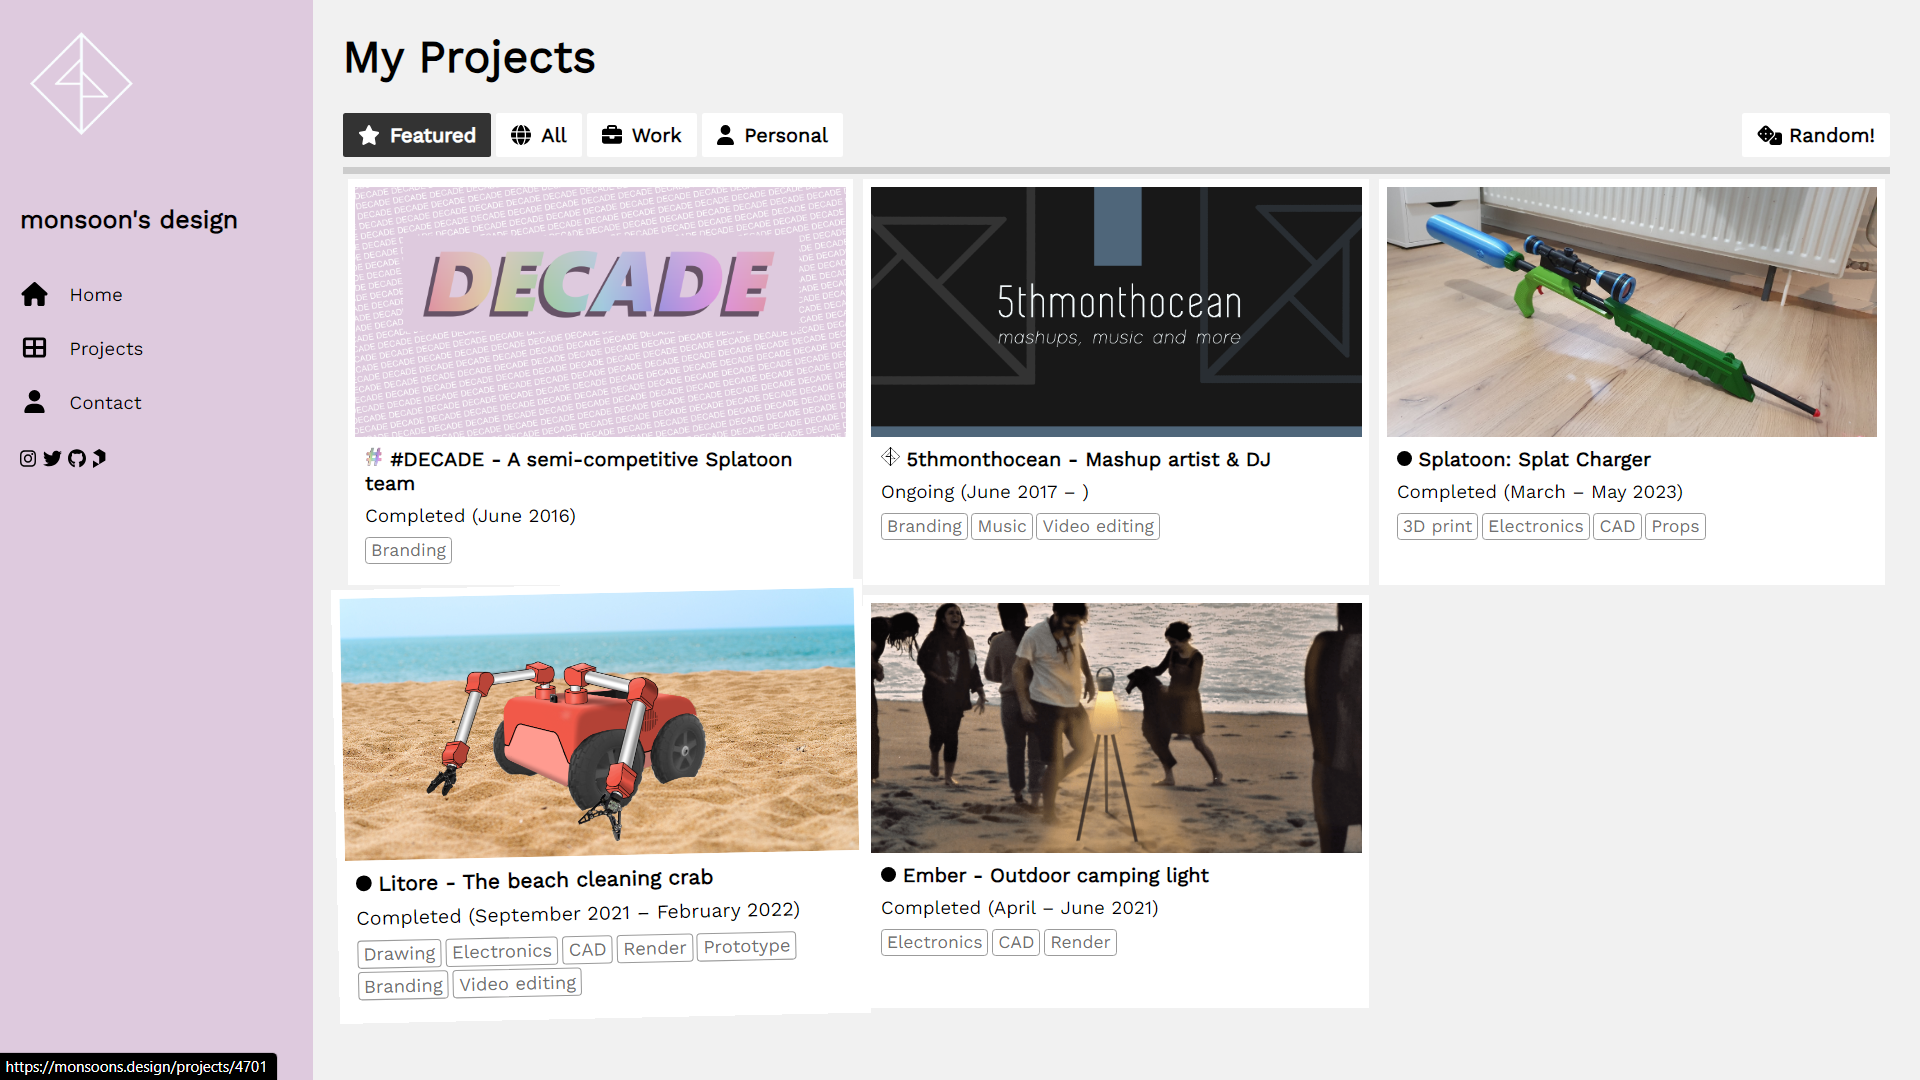 My Projects
Featured
All
Work
Personal
Random!
monsoon's design
Home
Projects
Contact
DECADE
5thmonthocean
mashups, music and more
#DECADE - A semi-competitive Splatoon
team
Completed (June 2016)
Branding
5thmonthocean - Mashup artist & DJ
Ongoing (June 2017 – )
Branding Music Video editing
Splatoon: Splat Charger
Completed (March – May 2023)
3D print Electronics CAD Props
Litore - The beach cleaning crab
Completed (September 2021 – February 2022)
Drawing Electronics CAD Render Prototype
Branding Video editing
Ember - Outdoor camping light
Completed (April – June 2021)
Electronics CAD Render
https://monsoons.design/projects/4701